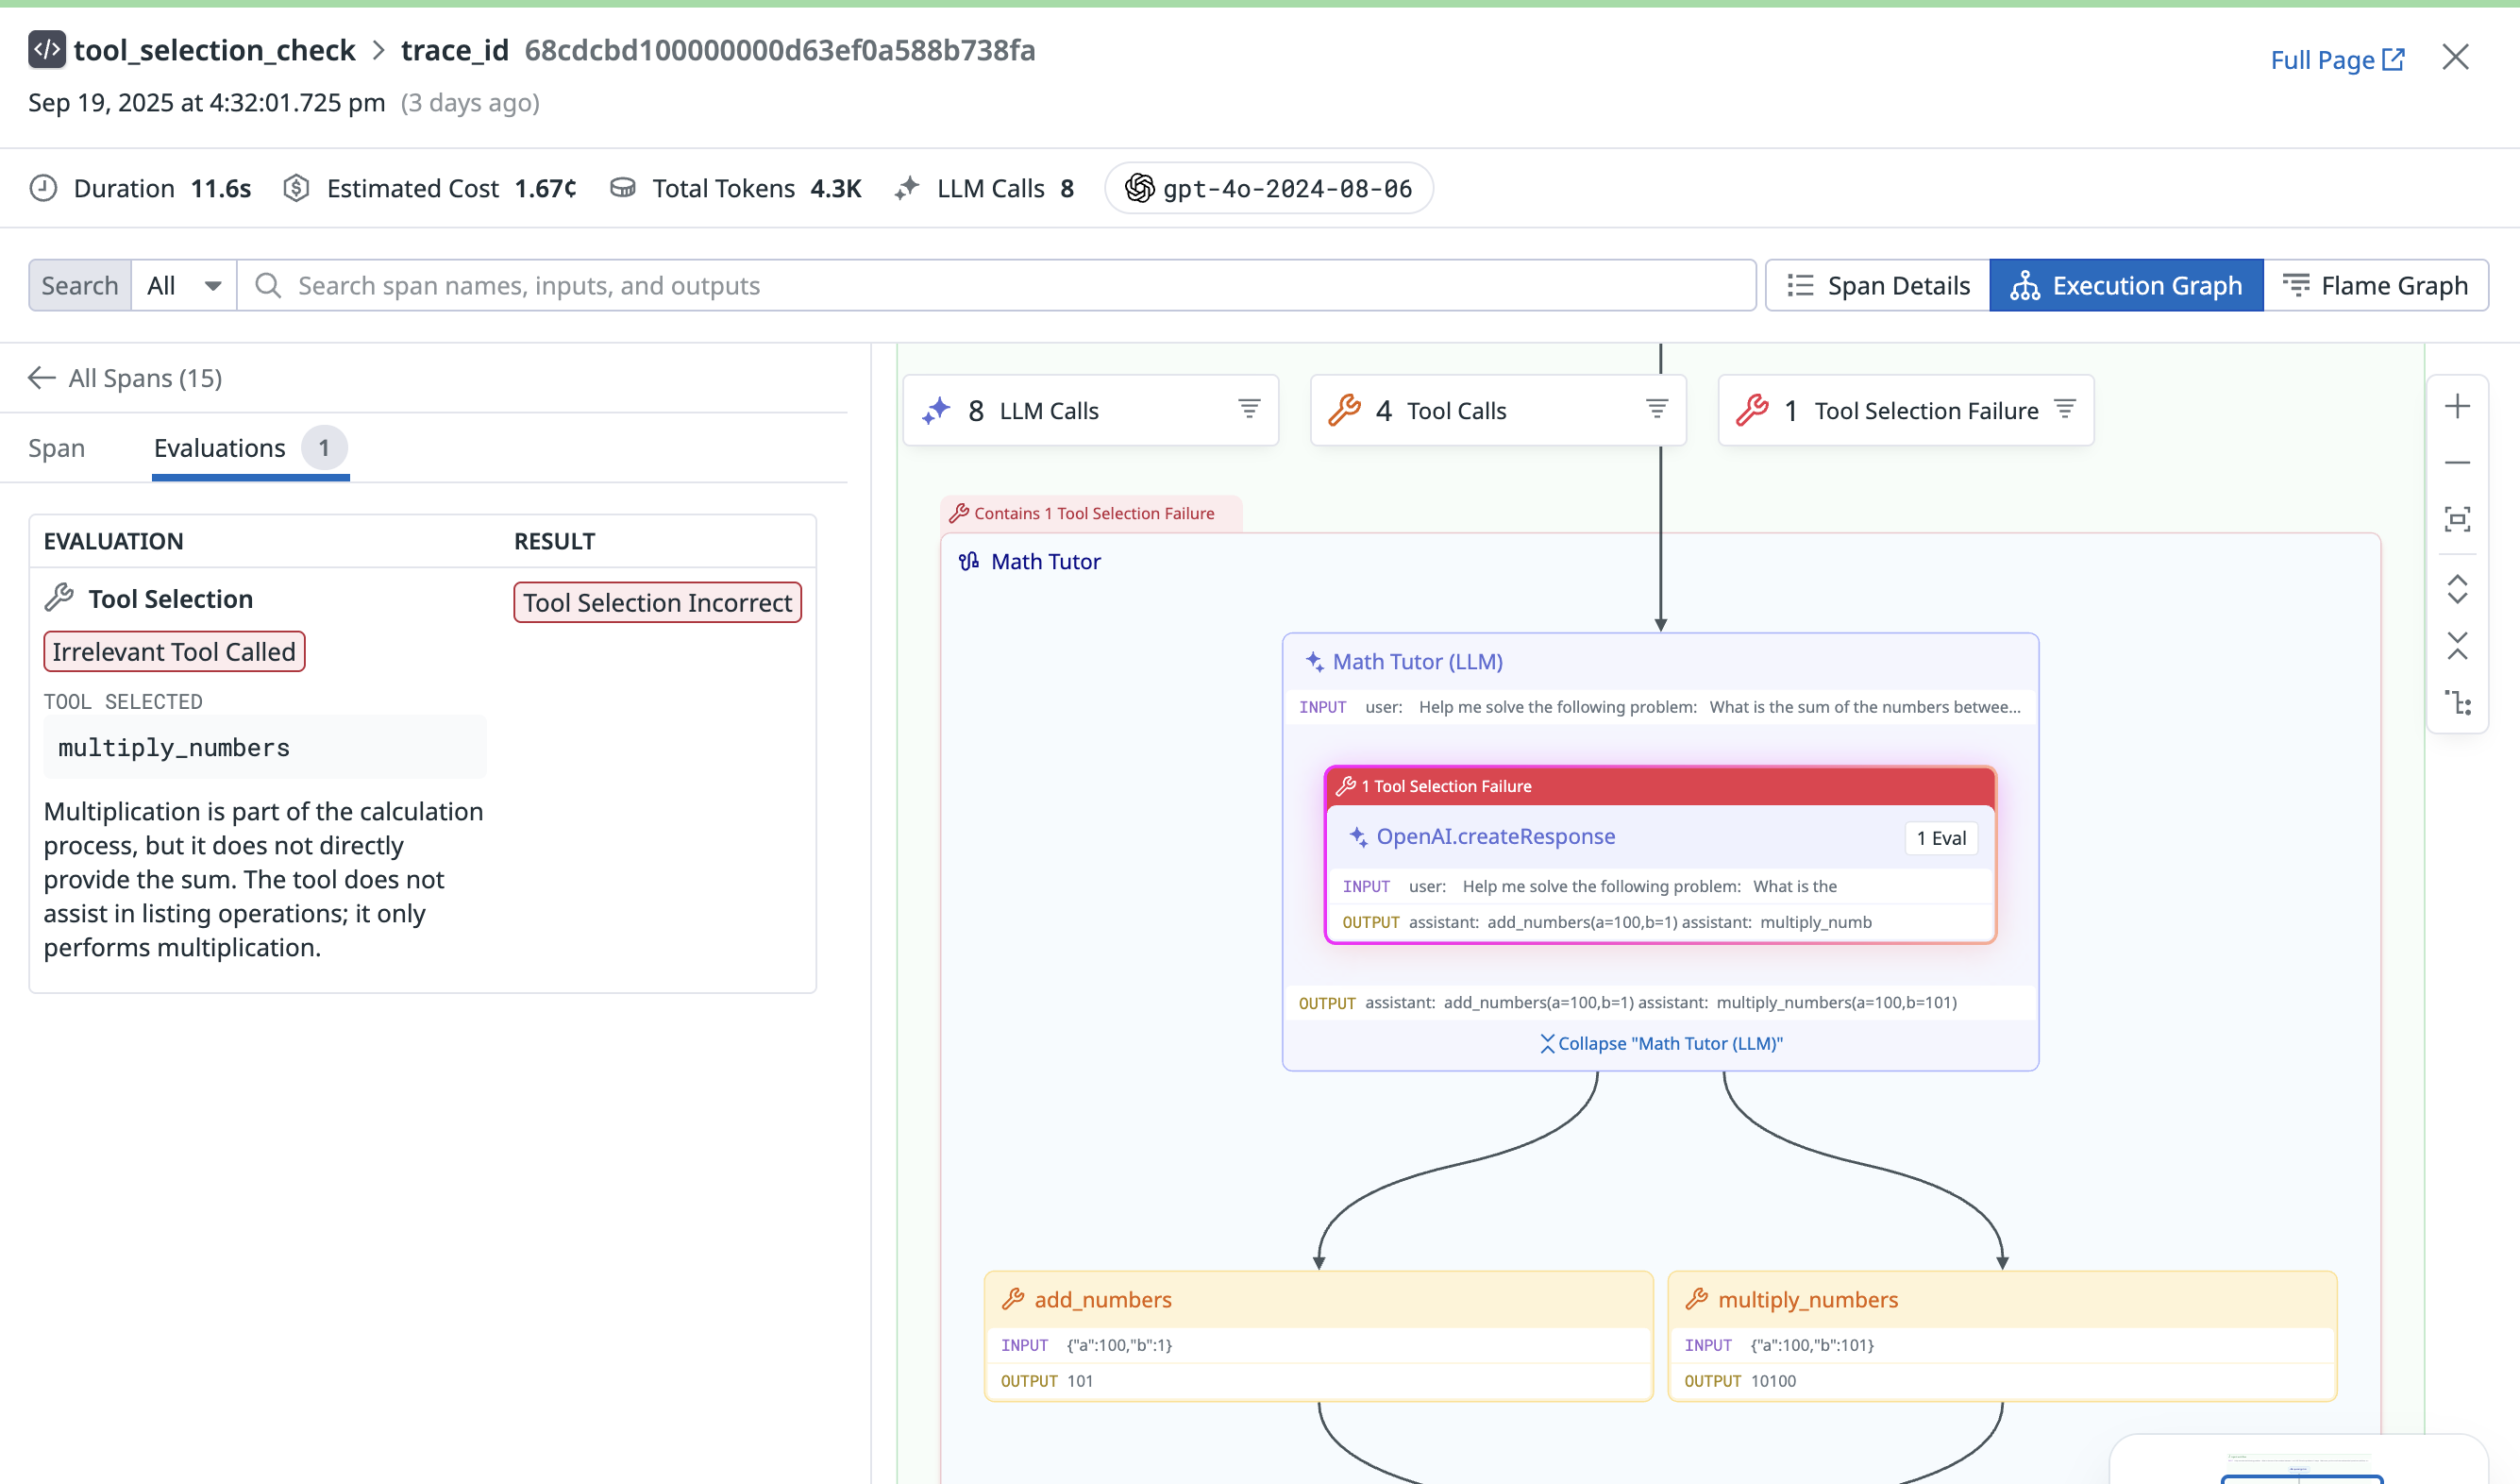 tool_selection_check > trace_id 68cdcbd100000000d63ef0a588b738fa
Full Page
Sep 19, 2025 at 4:32:01.725 pm (3 days ago)
Duration 11.6s Estimated Cost 1.67¢ Total Tokens 4.3K LLM Calls 8 gpt-4o-2024-08-06
Search All Search span names, inputs, and outputs Span Details Execution Graph Flame Graph
All Spans (15)
Span Evaluations 1
EVALUATION RESULT
Tool Selection Tool Selection Incorrect
Irrelevant Tool Called
TOOL SELECTED
multiply_numbers
Multiplication is part of the calculation
process, but it does not directly
provide the sum. The tool does not
assist in listing operations; it only
performs multiplication.
8 LLM Calls
4 Tool Calls
1 Tool Selection Failure
Contains 1 Tool Selection Failure
Math Tutor
Math Tutor (LLM)
INPUT user: Help me solve the following problem: What is the sum of the numbers betwee...
1 Tool Selection Failure
OpenAI.createResponse 1 Eval
INPUT user: Help me solve the following problem: What is the
OUTPUT assistant: add_numbers(a=100,b=1) assistant: multiply_numb
OUTPUT assistant: add_numbers(a=100,b=1) assistant: multiply_numbers(a=100,b=101)
Collapse "Math Tutor (LLM)"
add_numbers
INPUT {"a":100,"b":1}
OUTPUT 101
multiply_numbers
INPUT {"a":100,"b":101}
OUTPUT 10100